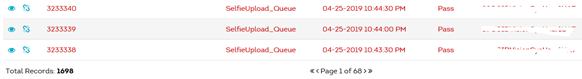 3233340 SelfieUpload_Queue 04-25-2019 10:44:30 PM Pass
3233339 SelfieUpload_Queue 04-25-2019 10:44:00 PM Pass
3233338 SelfieUpload_Queue 04-25-2019 10:43:30 PM Pass
Total Records: 1698 « ‹ Page 1 of 68 › »